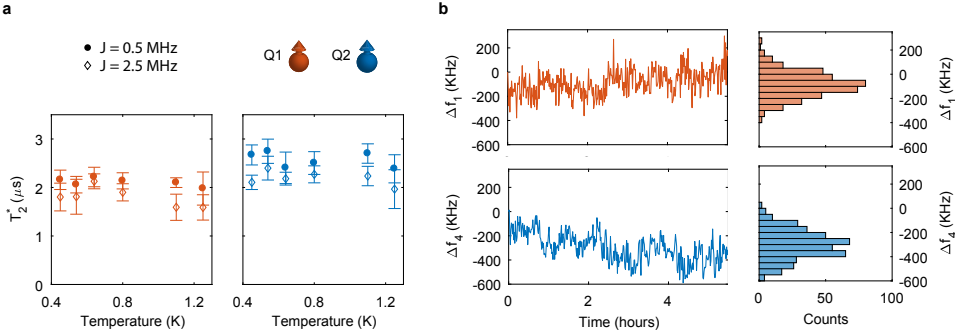 a
J = 0.5 MHz
J = 2.5 MHz
Q1
Q2
T2* (μs)
3
2
1
0
0.4
0.8
1.2
Temperature (K)
0.4
0.8
1.2
Temperature (K)
b
Δf1 (KHz)
200
0
-200
-400
-600
200
0
-200
-400
-600
Δf1 (KHz)
Δf4 (KHz)
200
0
-200
-400
-600
0
2
4
Time (hours)
200
0
-200
-400
-600
Δf4 (KHz)
0
50
100
Counts